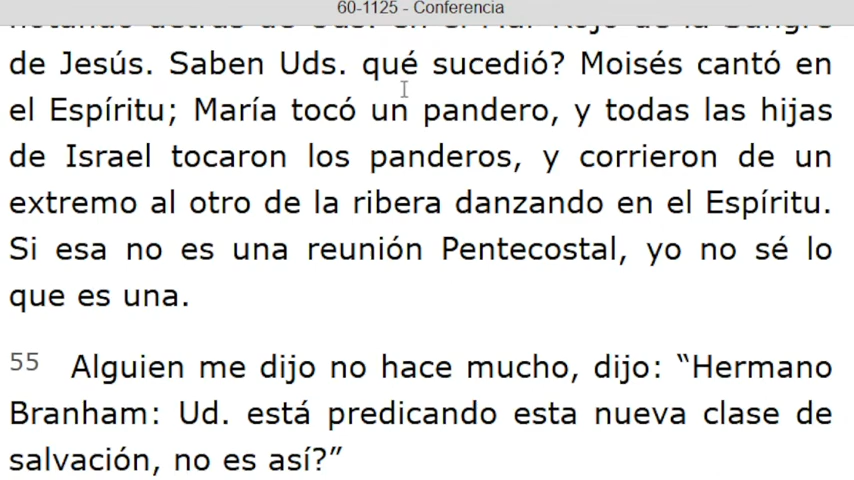 60-1125 - Conferencia
de Jesús. Saben Uds. qué sucedió? Moisés cantó en
el Espíritu; María tocó un pandero, y todas las hijas
de Israel tocaron los panderos, y corrieron de un
extremo al otro de la ribera danzando en el Espíritu.
Si esa no es una reunión Pentecostal, yo no sé lo
que es una.
55 Alguien me dijo no hace mucho, dijo: “Hermano
Branham: Ud. está predicando esta nueva clase de
salvación, no es así?”